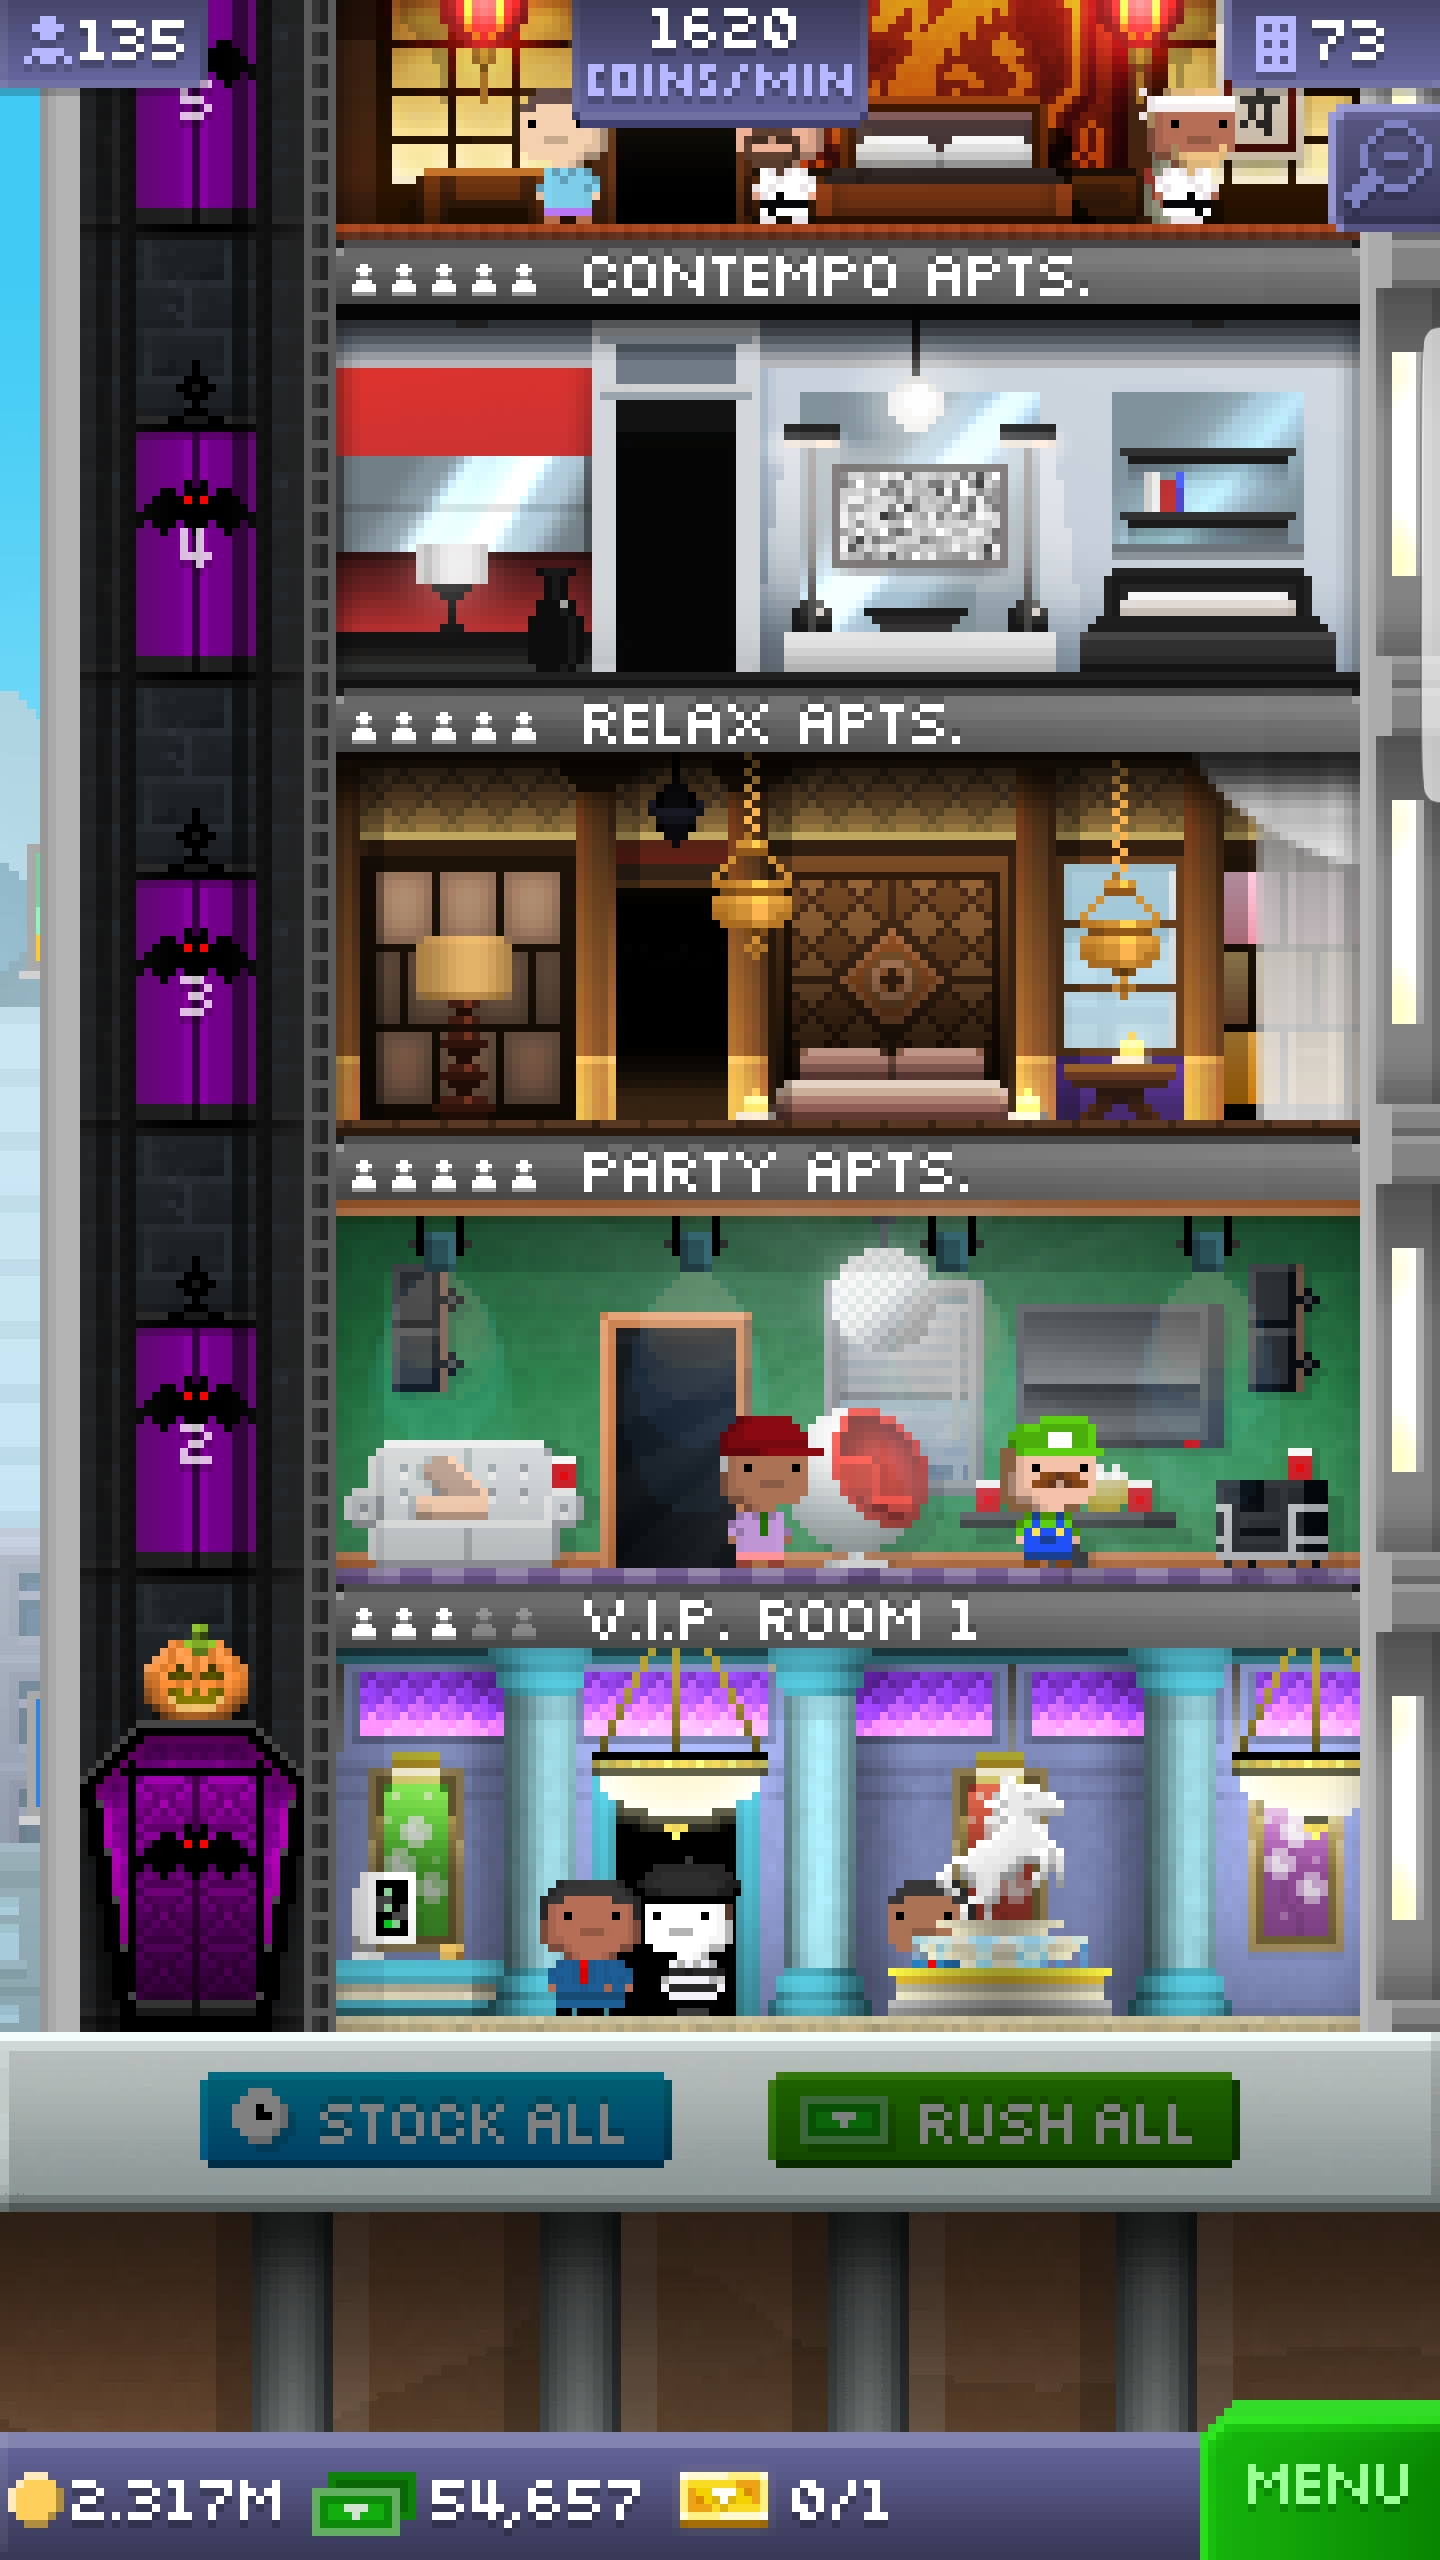 135
1620
COINS/MIN
73
5
CONTEMPO APTS.
4
RELAX APTS.
3
PARTY APTS.
2
V.I.P. ROOM 1
STOCK ALL
RUSH ALL
2.317M
54,657
0/1
MENU